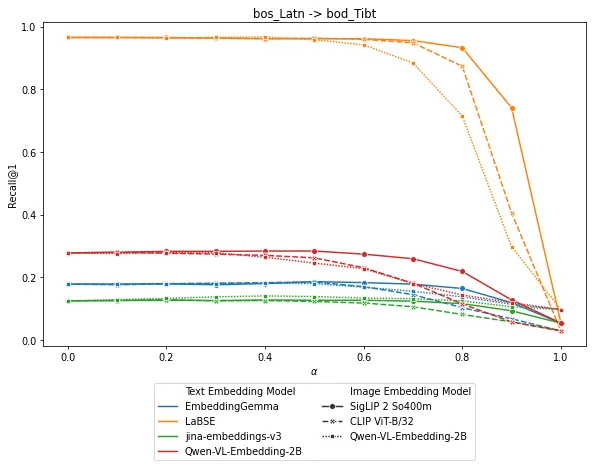 bos_Latn -> bod_Tibt
1.0
0.8
0.6
0.4
0.2
0.0
Recall@1
0.0 0.2 0.4 0.6 0.8 1.0
α
Text Embedding Model Image Embedding Model
EmbeddingGemma SigLIP 2 So400m
LaBSE CLIP ViT-B/32
jina-embeddings-v3 Qwen-VL-Embedding-2B
Qwen-VL-Embedding-2B